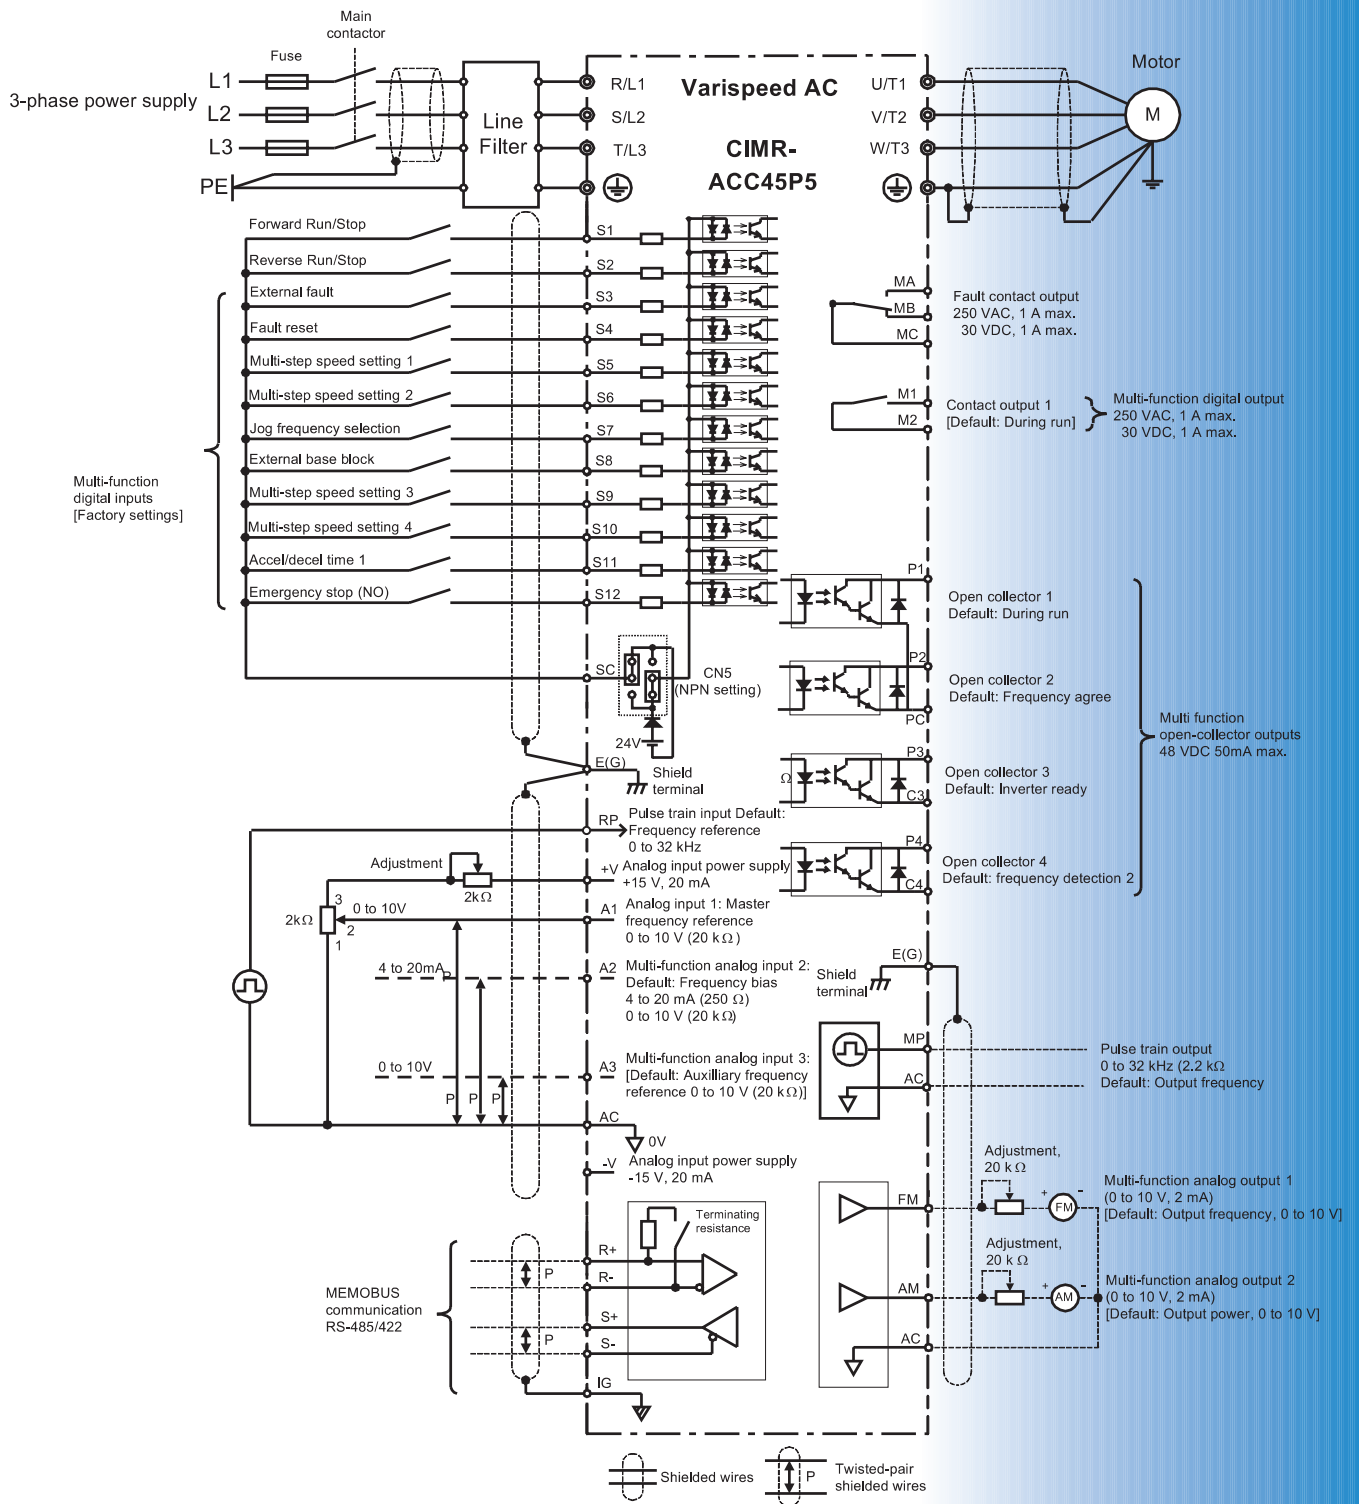 Main
contactor
Fuse
3-phase power supply
L1
L2
L3
PE
Line
Filter
R/L1
S/L2
T/L3
Varispeed AC
CIMR-
ACC45P5
U/T1
V/T2
W/T3
Motor
M
Forward Run/Stop
S1
Reverse Run/Stop
S2
External fault
S3
Fault reset
S4
Multi-step speed setting 1
S5
Multi-step speed setting 2
S6
Jog frequency selection
S7
External base block
S8
Multi-step speed setting 3
S9
Multi-step speed setting 4
S10
Accel/decel time 1
S11
Emergency stop (NO)
S12
Multi-function
digital inputs
[Factory settings]
MA
MB
MC
Fault contact output
250 VAC, 1 A max.
30 VDC, 1 A max.
M1
M2
Contact output 1
[Default: During run]
Multi-function digital output
250 VAC, 1 A max.
30 VDC, 1 A max.
SC
CN5
(NPN setting)
24V
E(G)
Shield
terminal
P1
Open collector 1
Default: During run
P2
PC
Open collector 2
Default: Frequency agree
P3
Ω
C3
Open collector 3
Default: Inverter ready
P4
C4
Open collector 4
Default: frequency detection 2
Multi function
open-collector outputs
48 VDC 50mA max.
RP
Pulse train input Default:
Frequency reference
0 to 32 kHz
Adjustment
2kΩ
+V
Analog input power supply
+15 V, 20 mA
3
2kΩ
2
1
0 to 10V
A1
Analog input 1: Master
frequency reference
0 to 10 V (20 kΩ)
4 to 20mA
P
A2
Multi-function analog input 2:
Default: Frequency bias
4 to 20 mA (250 Ω)
0 to 10 V (20 kΩ)
0 to 10V
A3
Multi-function analog input 3:
[Default: Auxilliary frequency
reference 0 to 10 V (20 kΩ)]
P
P
P
AC
0V
-V
Analog input power supply
-15 V, 20 mA
E(G)
Shield
terminal
MP
AC
Pulse train output
0 to 32 kHz (2.2 kΩ
Default: Output frequency
Terminating
resistance
MEMOBUS
communication
RS-485/422
R+
P
R-
S+
P
S-
IG
FM
Adjustment,
20 kΩ
+
FM
-
Multi-function analog output 1
(0 to 10 V, 2 mA)
[Default: Output frequency, 0 to 10 V]
AM
Adjustment,
20 kΩ
+
AM
-
Multi-function analog output 2
(0 to 10 V, 2 mA)
[Default: Output power, 0 to 10 V]
AC
Shielded wires
P
Twisted-pair
shielded wires